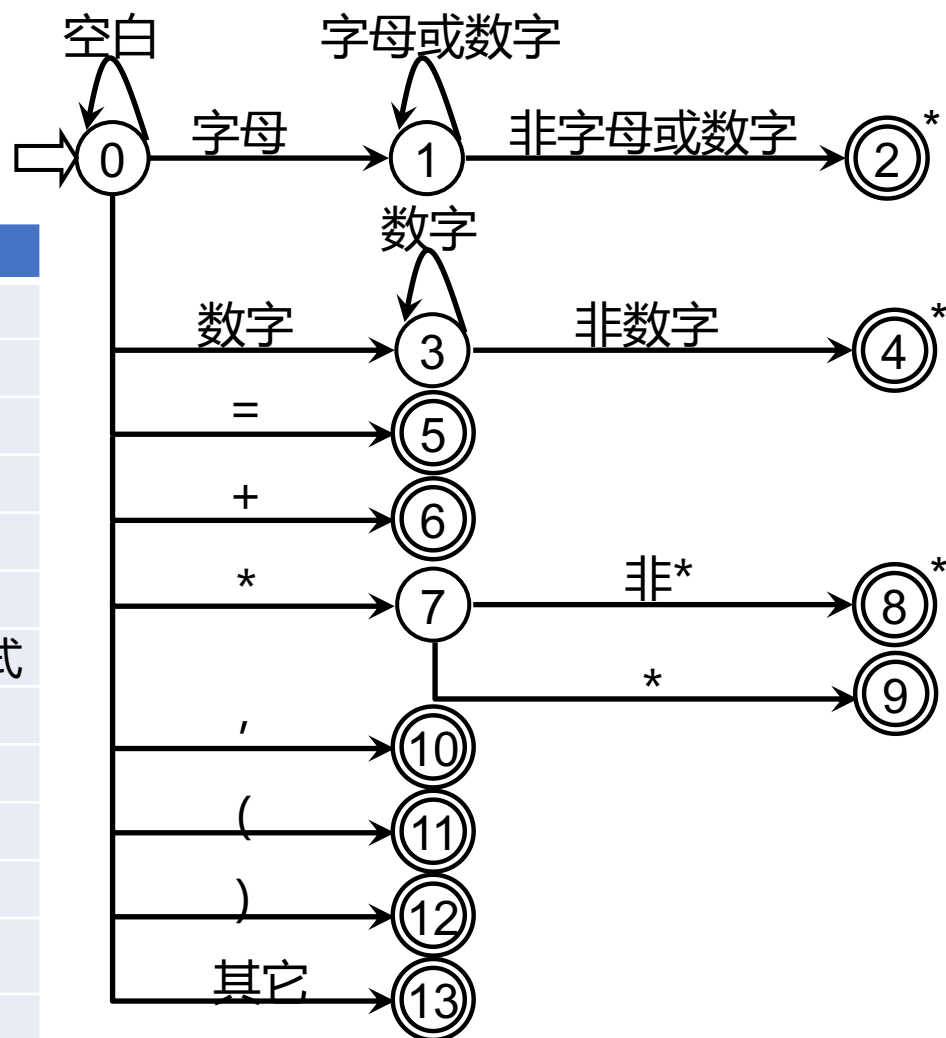 空白 字母或数字
0 字母 1 非字母或数字 2 *
数字
数字 3 非数字 4 *
= 5
+ 6
* 7 非* 8 *
式
* 9
, 10
( 11
) 12
其它 13